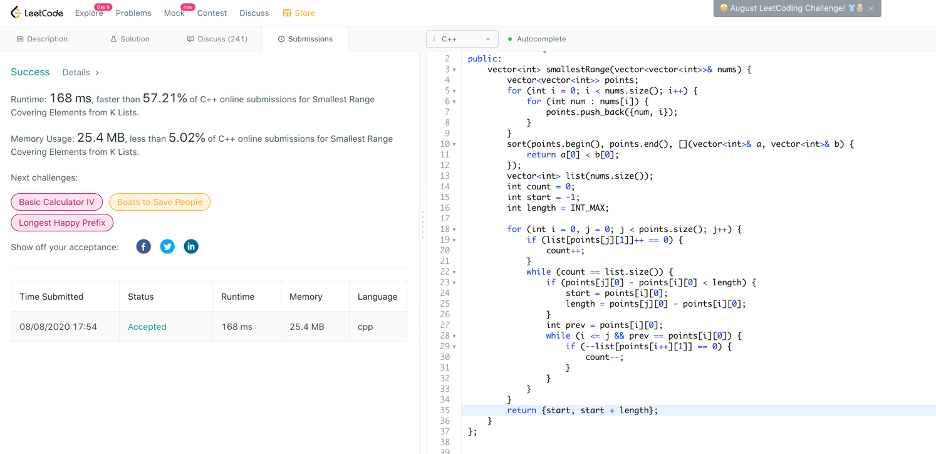 LeetCode Explore Day 8 Problems Mock new Contest Discuss Store August LeetCoding Challenge! ×
Description Solution Discuss (241) Submissions
i C++ Autocomplete
Success Details >
Runtime: 168 ms, faster than 57.21% of C++ online submissions for Smallest Range
Covering Elements from K Lists.
Memory Usage: 25.4 MB, less than 5.02% of C++ online submissions for Smallest Range
Covering Elements from K Lists.
Next challenges:
Basic Calculator IV Boats to Save People
Longest Happy Prefix
Show off your acceptance: f in
Time Submitted Status Runtime Memory Language
08/08/2020 17:54 Accepted 168 ms 25.4 MB cpp
2 public:
3 vector<int> smallestRange(vector<vector<int>>& nums) {
4 vector<vector<int>> points;
5 for (int i = 0; i < nums.size(); i++) {
6 for (int num : nums[i]) {
7 points.push_back({num, i});
8 }
9 }
10 sort(points.begin(), points.end(), [](vector<int>& a, vector<int>& b) {
11 return a[0] < b[0];
12 });
13 vector<int> list(nums.size());
14 int count = 0;
15 int start = -1;
16 int length = INT_MAX;
17
18 for (int i = 0, j = 0; j < points.size(); j++) {
19 if (list[points[j][1]]++ == 0) {
20 count++;
21 }
22 while (count == list.size()) {
23 if (points[j][0] - points[i][0] < length) {
24 start = points[i][0];
25 length = points[j][0] - points[i][0];
26 }
27 int prev = points[i][0];
28 while (i <= j && prev == points[i][0]) {
29 if (--list[points[i++][1]] == 0) {
30 count--;
31 }
32 }
33 }
34 }
35 return {start, start + length};
36 }
37 };
38
39